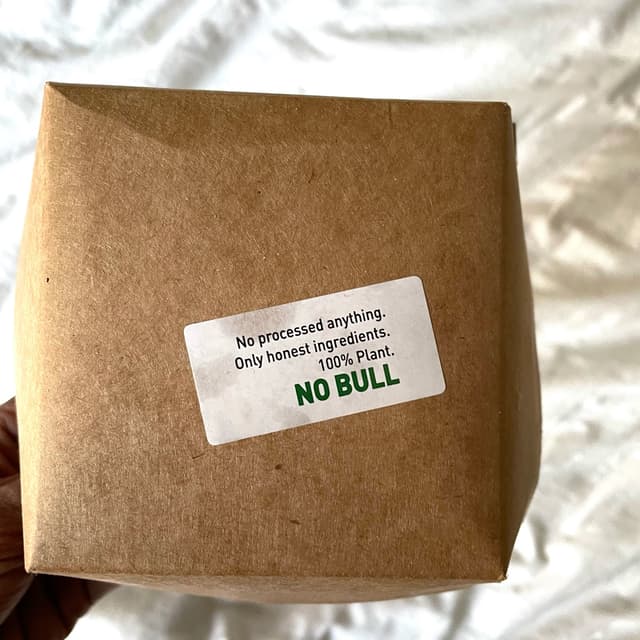 No processed anything.
Only honest ingredients.
100% Plant.
NO BULL